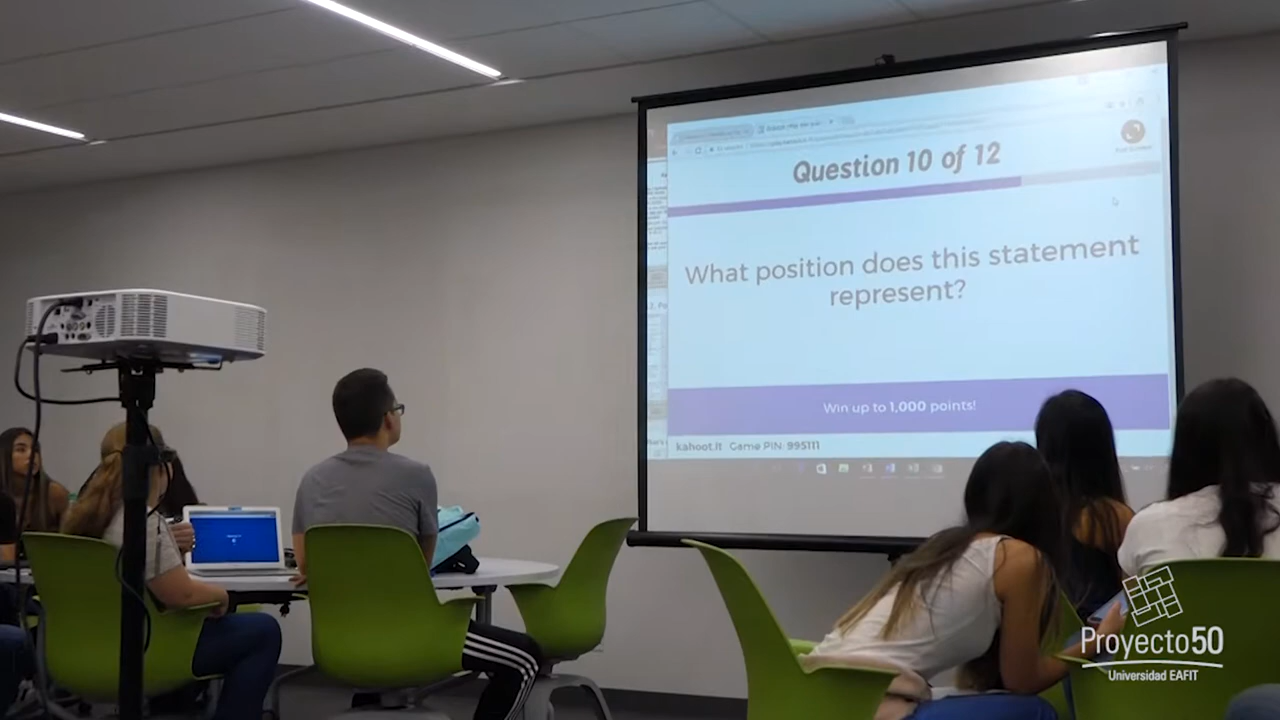 Question 10 of 12
What position does this statement
represent?
Win up to 1,000 points!
kahoot.it Game PIN: 995111
Proyecto50
Universidad EAFIT